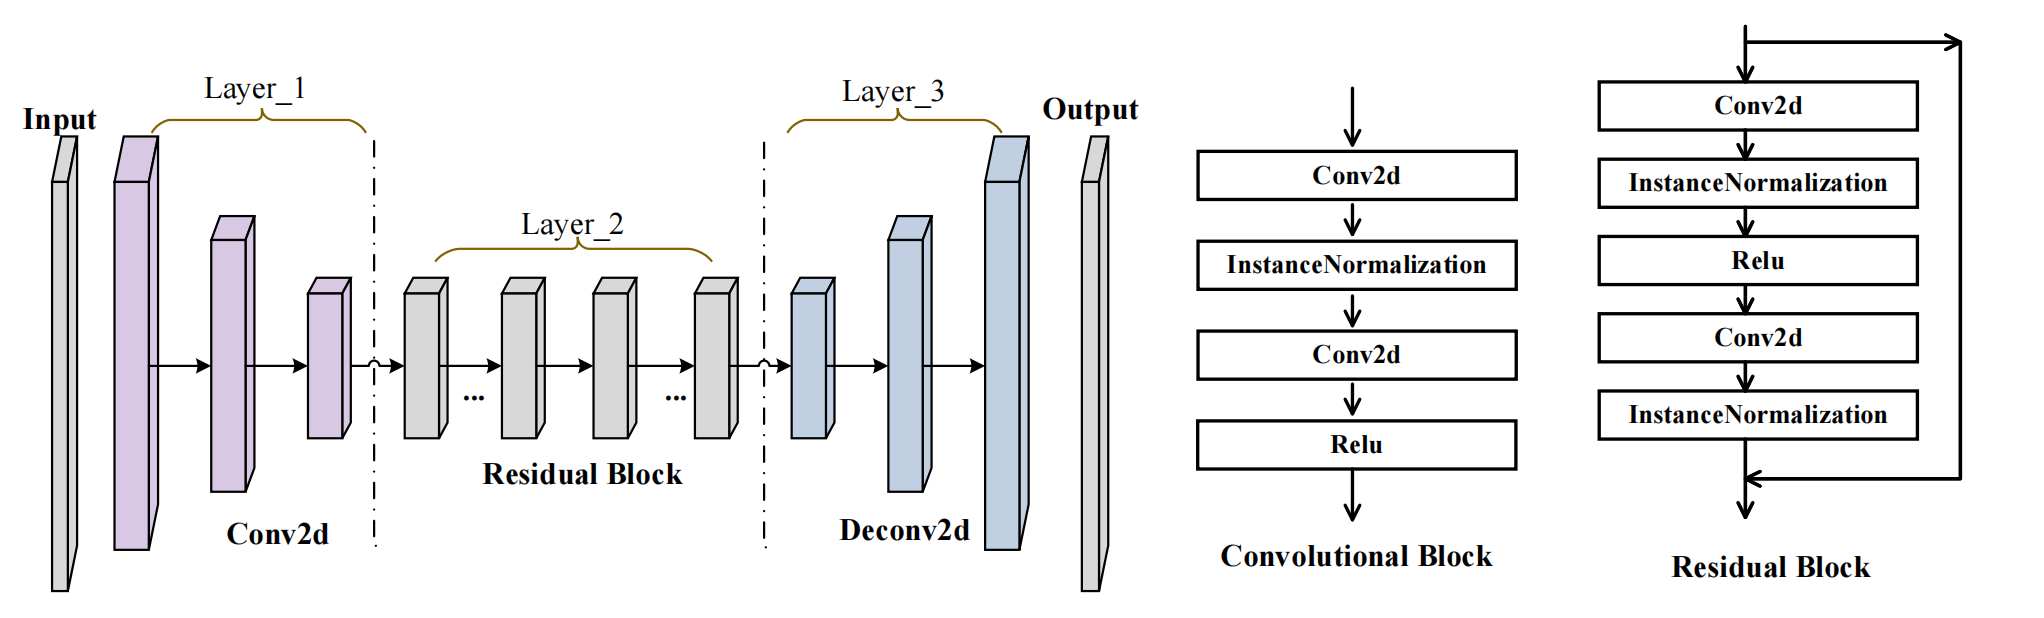 Input
Layer_1
Conv2d
Layer_2
...
...
Residual Block
Layer_3
Deconv2d
Output
Conv2d
InstanceNormalization
Conv2d
Relu
Convolutional Block
Conv2d
InstanceNormalization
Relu
Conv2d
InstanceNormalization
Residual Block